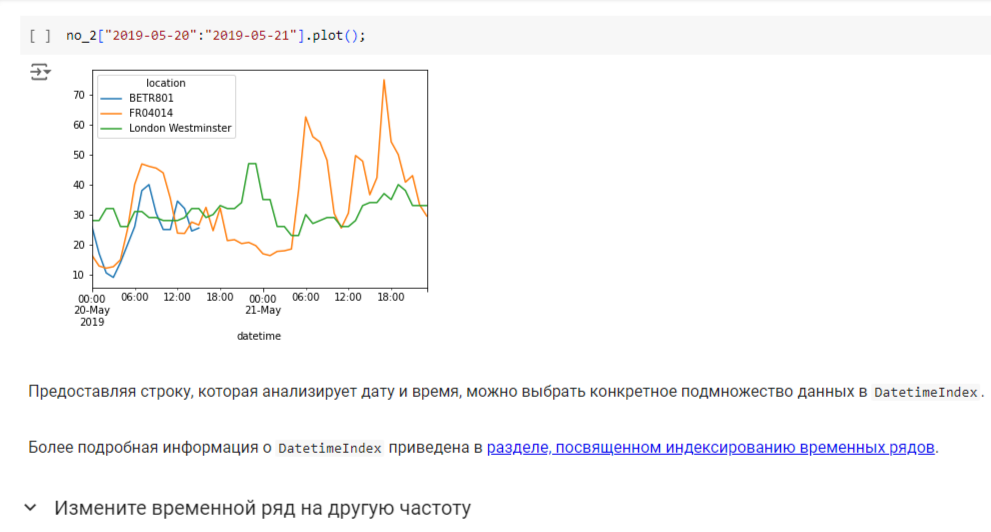 [ ] no_2["2019-05-20":"2019-05-21"].plot();
location
BETR801
FR04014
London Westminster
70
60
50
40
30
20
10
00:00 06:00 12:00 18:00 00:00 06:00 12:00 18:00
20-May 21-May
2019
datetime
Предоставляя строку, которая анализирует дату и время, можно выбрать конкретное подмножество данных в DatetimeIndex.
Более подробная информация о DatetimeIndex приведена в разделе, посвященном индексированию временных рядов.
Измените временной ряд на другую частоту